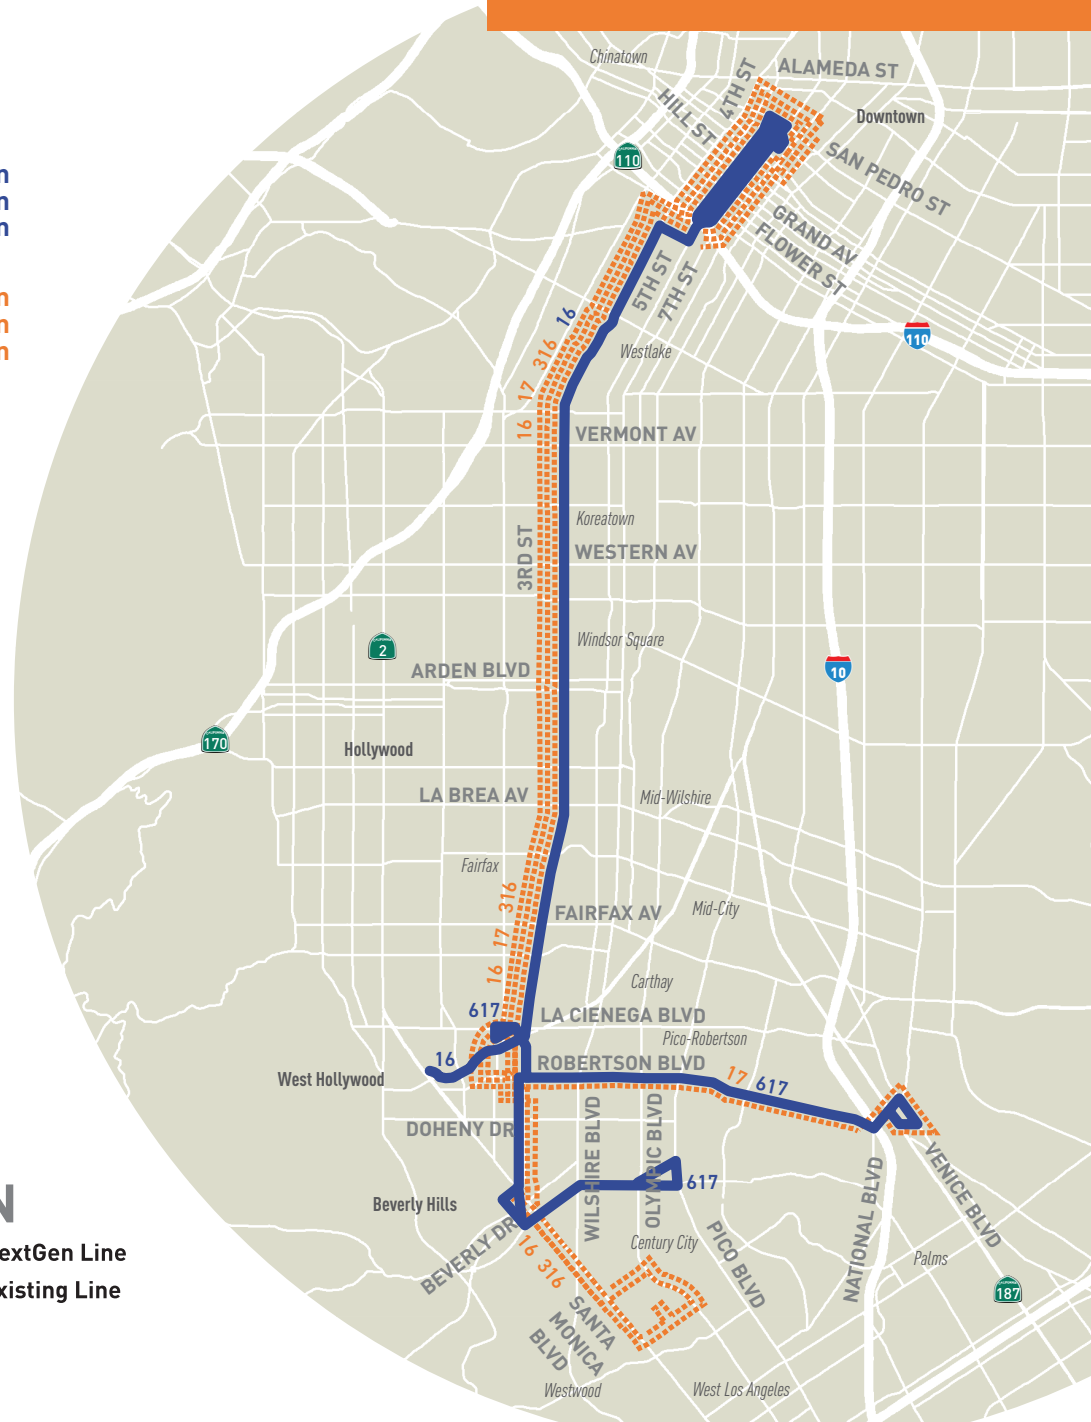 Chinatown
4TH ST
ALAMEDA ST
HILL ST
Downtown
CALIFORNIA
110
SAN PEDRO ST
n
n
n
GRAND AV
FLOWER ST
5TH ST
7TH ST
n
n
n
16
316
17
16
Westlake
110
VERMONT AV
Koreatown
3RD ST
WESTERN AV
Windsor Square
CALIFORNIA
2
ARDEN BLVD
10
CALIFORNIA
170
Hollywood
LA BREA AV
Mid-Wilshire
Fairfax
316
17
16
FAIRFAX AV
Mid-City
Carthay
617
LA CIENEGA BLVD
Pico-Robertson
16
ROBERTSON BLVD
West Hollywood
17
617
DOHENY DR
WILSHIRE BLVD
OLYMPIC BLVD
617
NATIONAL BLVD
VENICE BLVD
Beverly Hills
BEVERLY DR
16
316
Century City
PICO BLVD
Palms
N
extGen Line
xisting Line
SANTA
MONICA
BLVD
CALIFORNIA
187
Westwood
West Los Angeles